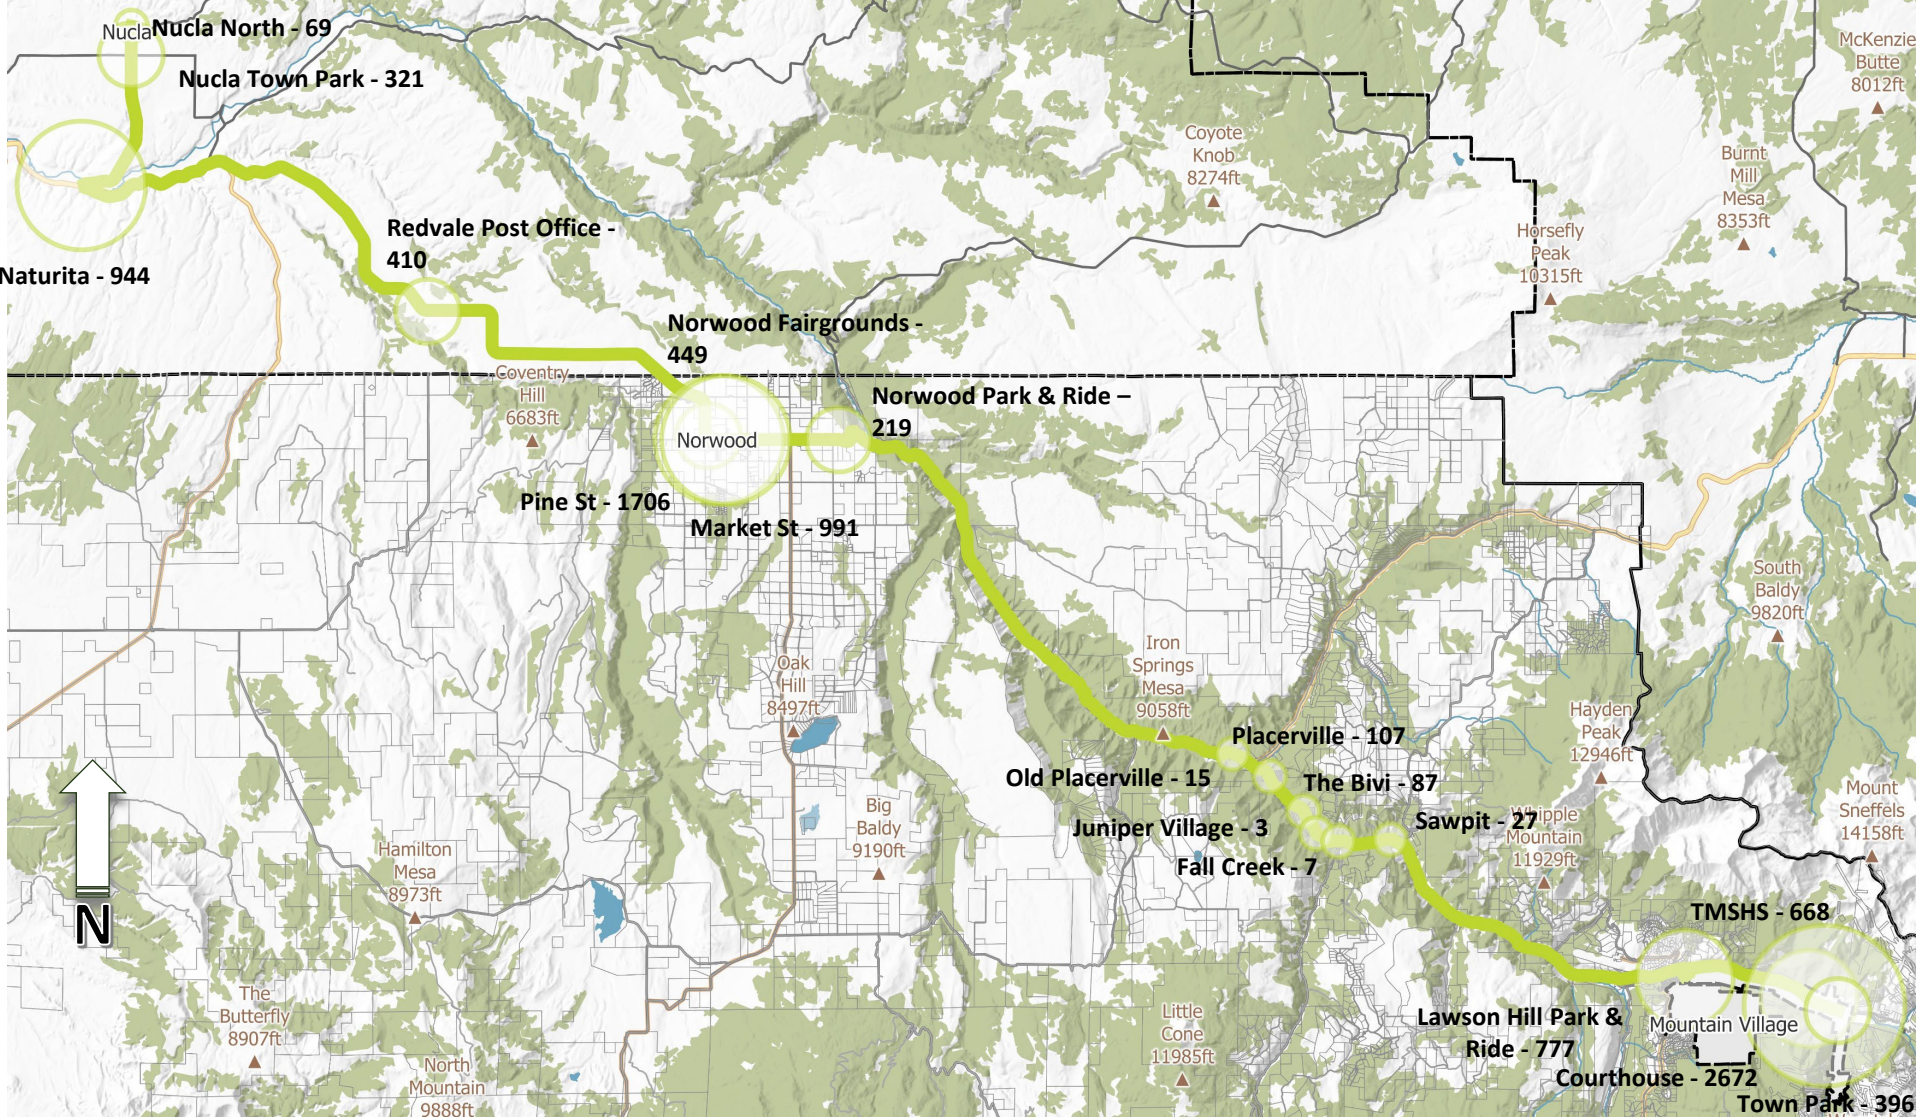 Nucla
Nucla North - 69
Nucla Town Park - 321
McKenzie
Butte
8012ft
Coyote
Knob
8274ft
Burnt
Mill
Mesa
8353ft
Redvale Post Office -
410
Horsefly
Peak
10315ft
Naturita - 944
Norwood Fairgrounds -
449
Coventry
Hill
6683ft
Norwood Park & Ride –
219
Norwood
Pine St - 1706
Market St - 991
South
Baldy
9820ft
Iron
Springs
Mesa
9058ft
Oak
Hill
8497ft
Hayden
Peak
12946ft
Placerville - 107
Old Placerville - 15
The Bivi - 87
Mount
Sneffels
14158ft
Big
Baldy
9190ft
Juniper Village - 3
Sawpit - 27
Whipple
Mountain
11929ft
Fall Creek - 7
Hamilton
Mesa
8973ft
N
TMSHS - 668
The
Butterfly
8907ft
Little
Cone
11985ft
Lawson Hill Park &
Ride - 777
Mountain Village
North
Mountain
9888ft
Courthouse - 2672
Town Park - 396